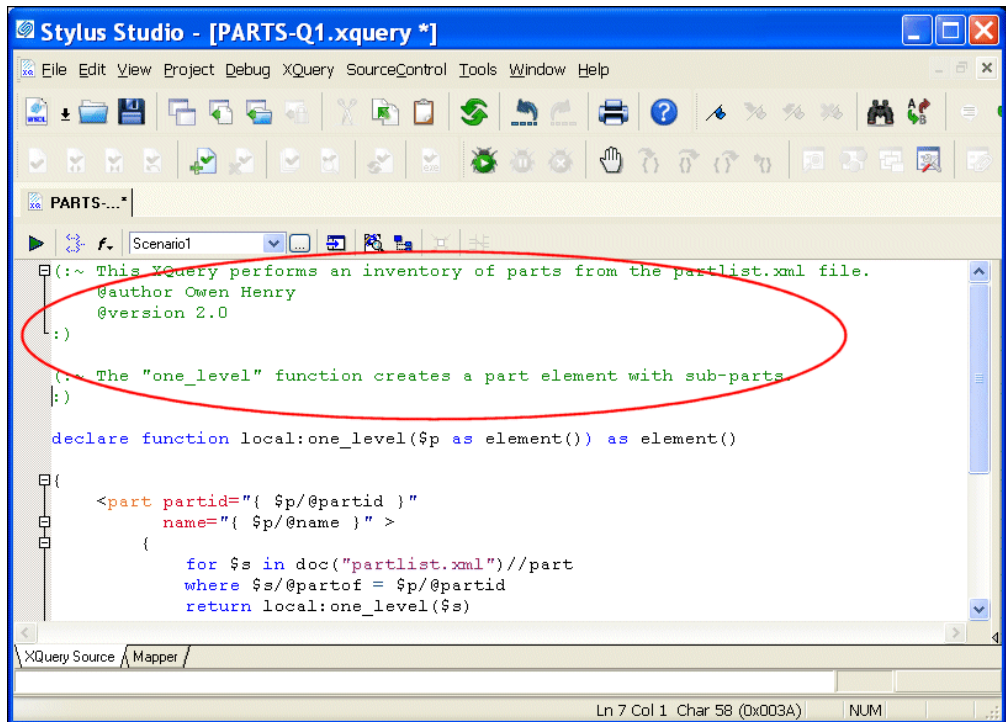 Stylus Studio - [PARTS-Q1.xquery *]
File Edit View Project Debug XQuery SourceControl Tools Window Help
PARTS-...*
Scenario1
(:~ This XQuery performs an inventory of parts from the partlist.xml file.
@author Owen Henry
@version 2.0
:)
(:~ The "one_level" function creates a part element with sub-parts.
:)
declare function local:one_level($p as element()) as element()
{
<part partid="{ $p/@partid }"
name="{ $p/@name }" >
{
for $s in doc("partlist.xml")//part
where $s/@partof = $p/@partid
return local:one_level($s)
XQuery Source Mapper
Ln 7 Col 1 Char 58 (0x003A) NUM